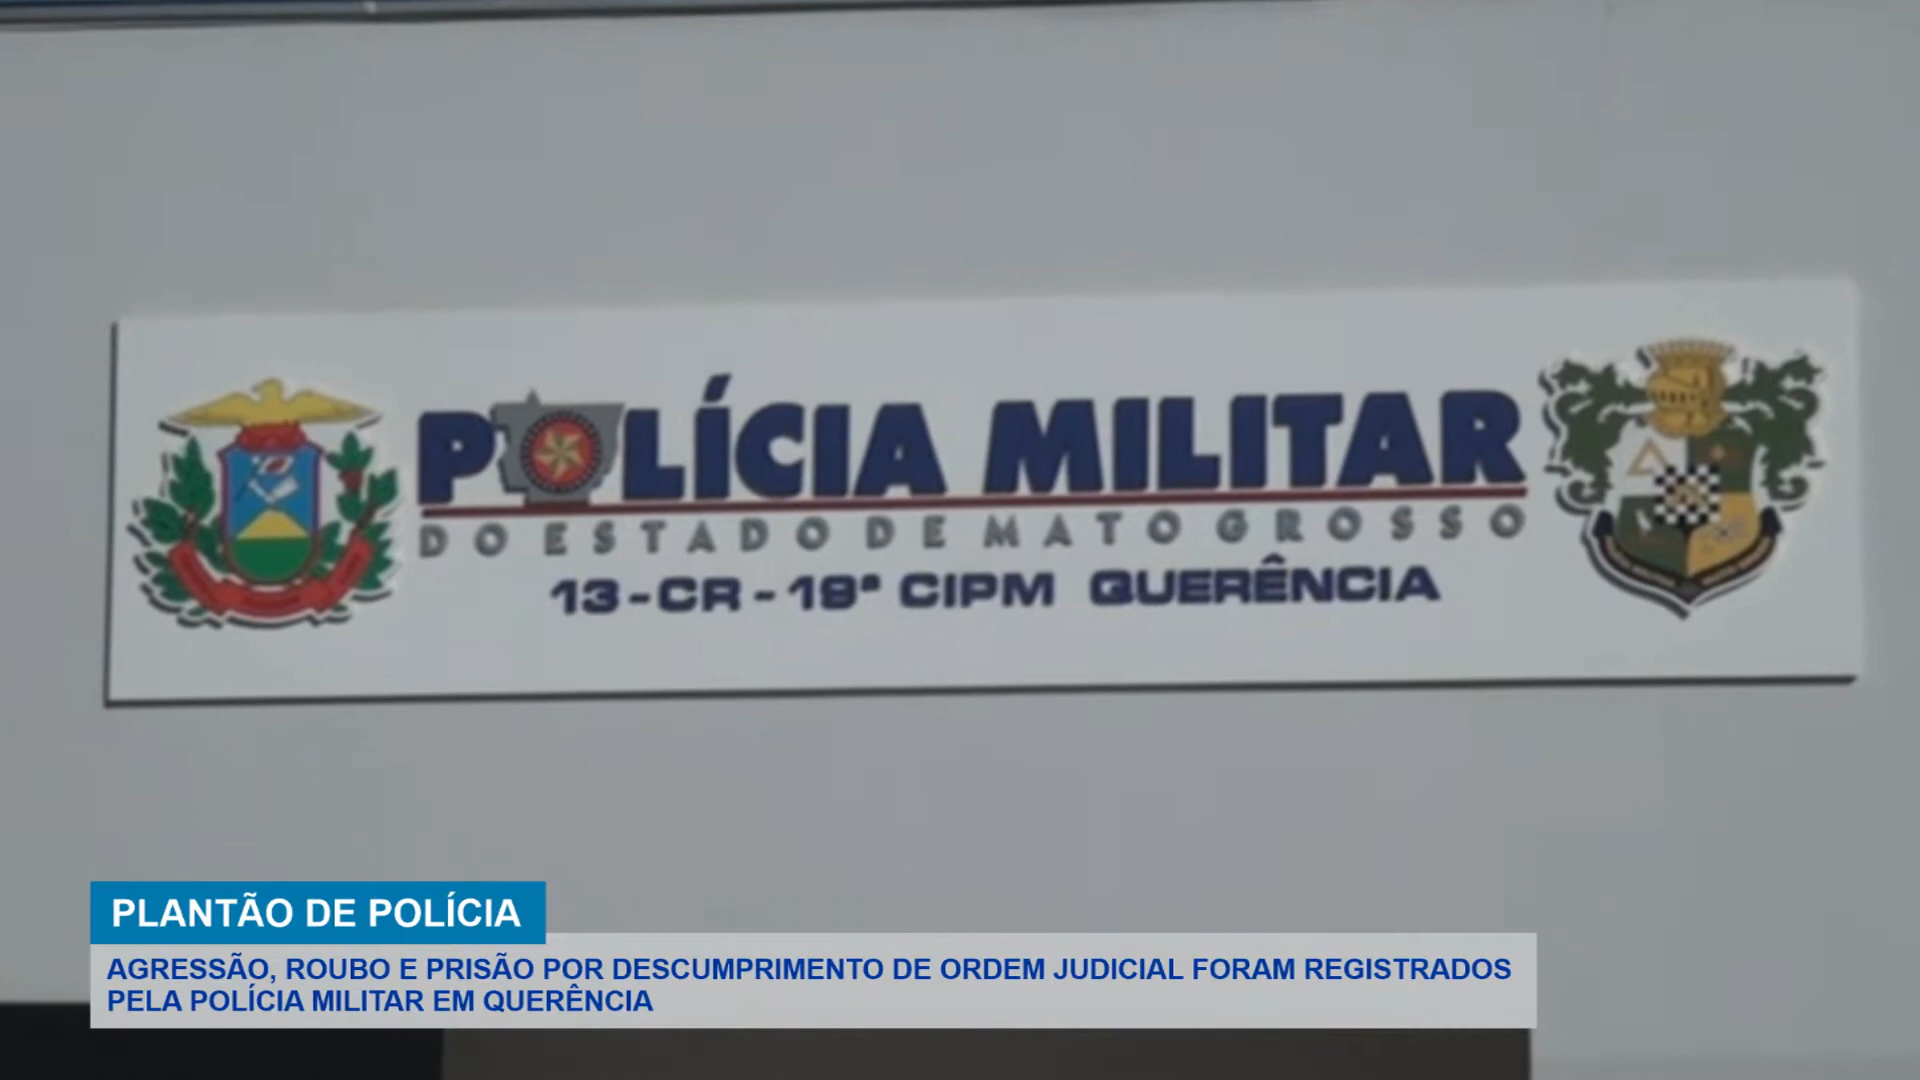 POLÍCIA MILITAR
DO ESTADO DE MATO GROSSO
13-CR-19ª CIPM QUERÊNCIA
PLANTÃO DE POLÍCIA
AGRESSÃO, ROUBO E PRISÃO POR DESCUMPRIMENTO DE ORDEM JUDICIAL FORAM REGISTRADOS
PELA POLÍCIA MILITAR EM QUERÊNCIA